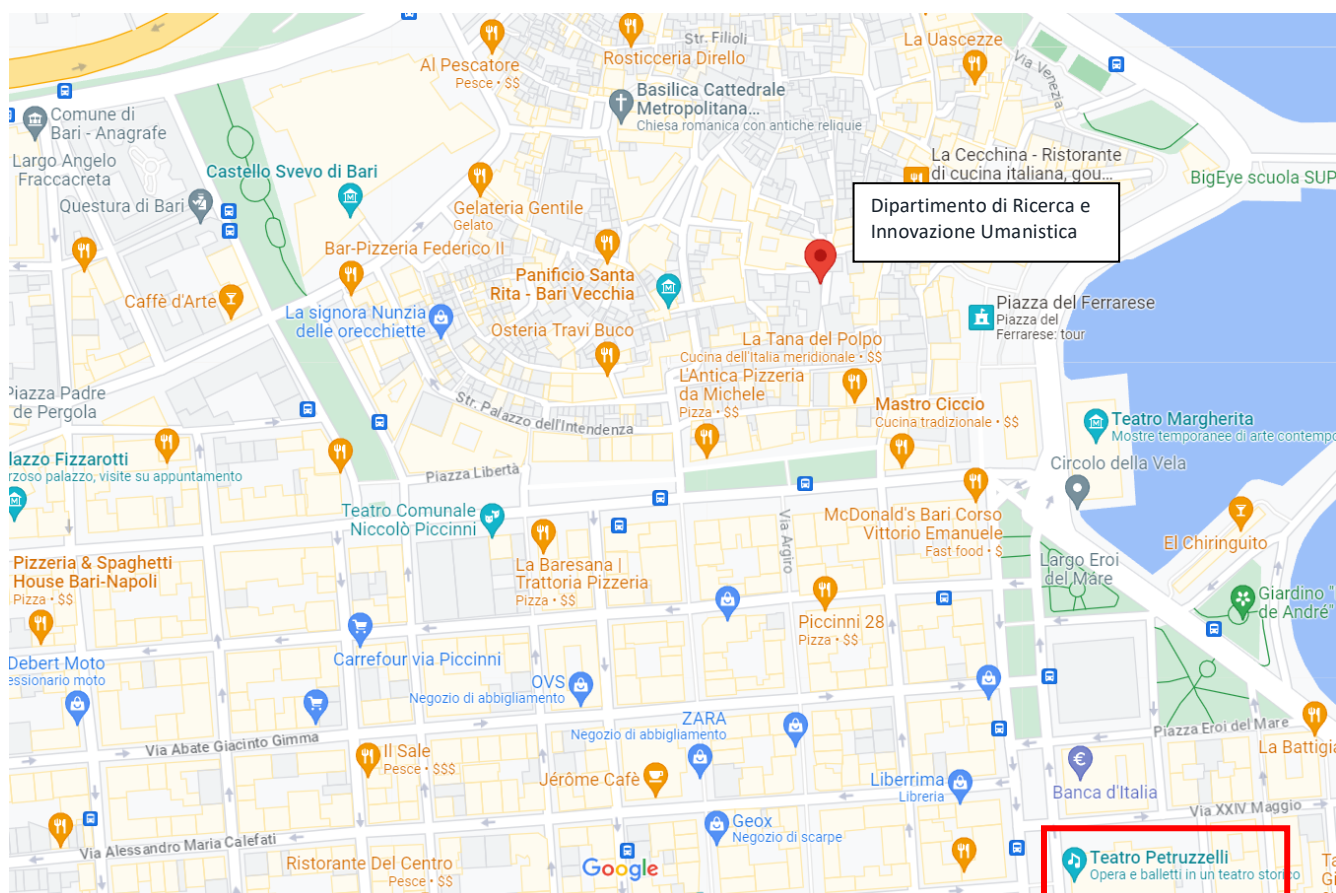 Str. Filioli
La Uascezze
Al Pescatore
Pesce • $$
Rosticceria Dirello
Via Venezia
Basilica Cattedrale
Metropolitana...
Chiesa romanica con antiche reliquie
Comune di
Bari - Anagrafe
Largo Angelo
Fraccacreta
Castello Svevo di Bari
La Cecchina - Ristorante
di cucina italiana, gou...
BigEye scuola SUP
Questura di Bari
Gelateria Gentile
Gelato
Dipartimento di Ricerca e
Innovazione Umanistica
Bar-Pizzeria Federico II
Panificio Santa
Rita - Bari Vecchia
Caffè d'Arte
La signora Nunzia
delle orecchiette
Osteria Travi Buco
Piazza del Ferrarese
Piazza del
Ferrarese: tour
La Tana del Polpo
Cucina dell'Italia meridionale • $$
L'Antica Pizzeria
da Michele
Pizza • $$
Piazza Padre
de Pergola
Str. Palazzo dell'Intendenza
Mastro Ciccio
Cucina tradizionale • $$
Teatro Margherita
Mostre temporanee di arte contempo
lazzo Fizzarotti
rzoso palazzo, visite su appuntamento
Piazza Libertà
Circolo della Vela
Teatro Comunale
Niccolò Piccinni
Via Argiro
McDonald's Bari Corso
Vittorio Emanuele
Fast food • $
El Chiringuito
Pizzeria & Spaghetti
House Bari-Napoli
Pizza • $$
La Baresana |
Trattoria Pizzeria
Pizza • $$
Largo Eroi
del Mare
Giardino "
de André"
Piccinni 28
Pizza • $$
Carrefour via Piccinni
Debert Moto
essionario moto
OVS
Negozio di abbigliamento
ZARA
Negozio di abbigliamento
Piazza Eroi del Mare
Via Abate Giacinto Gimma
La Battigia
Il Sale
Pesce • $$$
Jérôme Cafè
Liberrima
Libreria
Banca d'Italia
Via XXIV Maggio
Geox
Negozio di scarpe
Via Alessandro Maria Calefati
Ristorante Del Centro
Pesce • $$
Google
Teatro Petruzzelli
Opera e balletti in un teatro storico